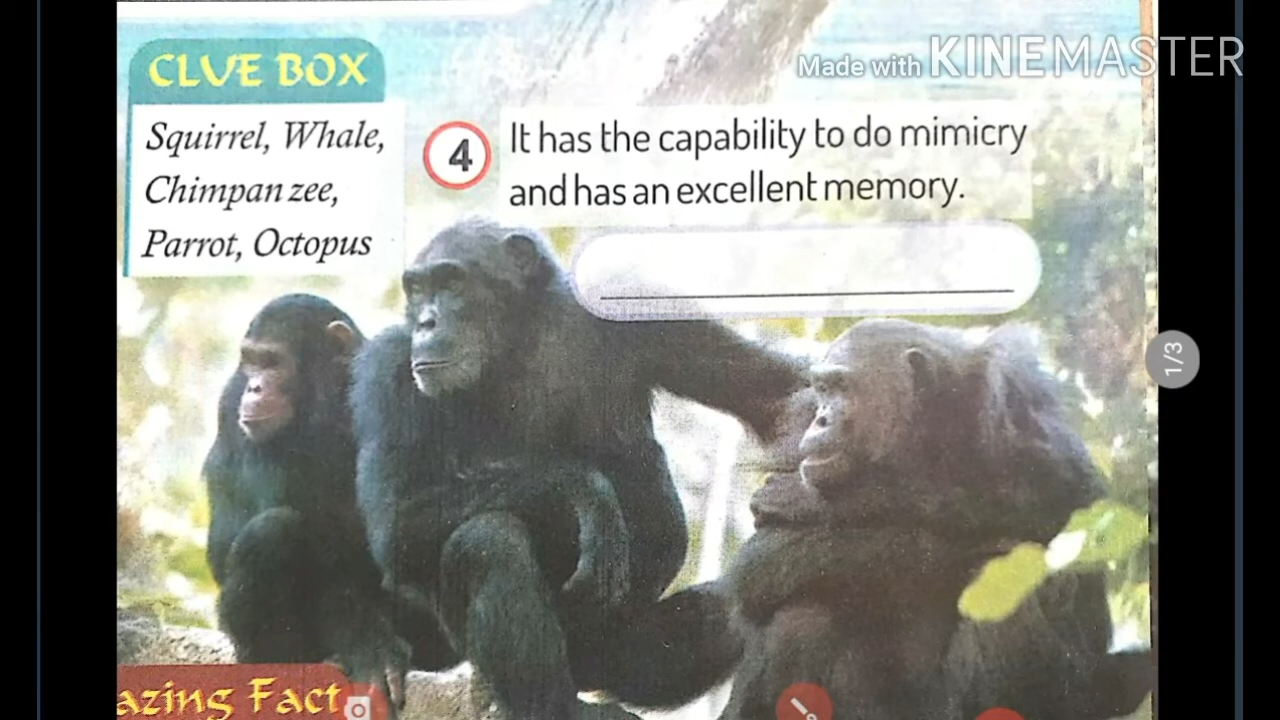 Made with KINEMASTER
CLUE BOX
Squirrel, Whale,
Chimpan zee,
Parrot, Octopus
4
It has the capability to do mimicry
and has an excellent memory.
1/3
azing Fact